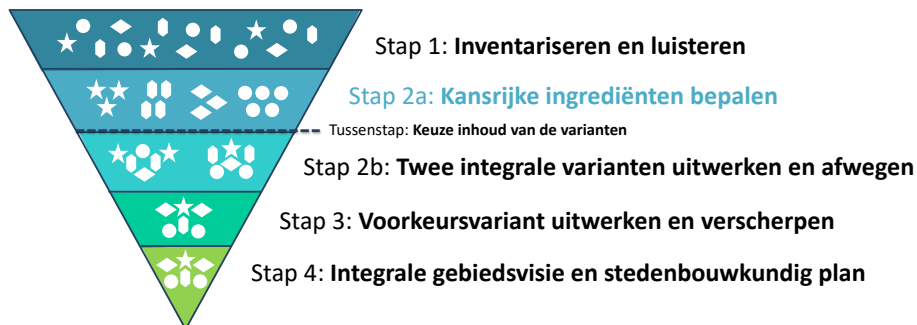 Stap 1: Inventariseren en luisteren
Stap 2a: Kansrijke ingrediënten bepalen
Tussenstap: Keuze inhoud van de varianten
Stap 2b: Twee integrale varianten uitwerken en afwegen
Stap 3: Voorkeursvariant uitwerken en verscherpen
Stap 4: Integrale gebiedsvisie en stedenbouwkundig plan